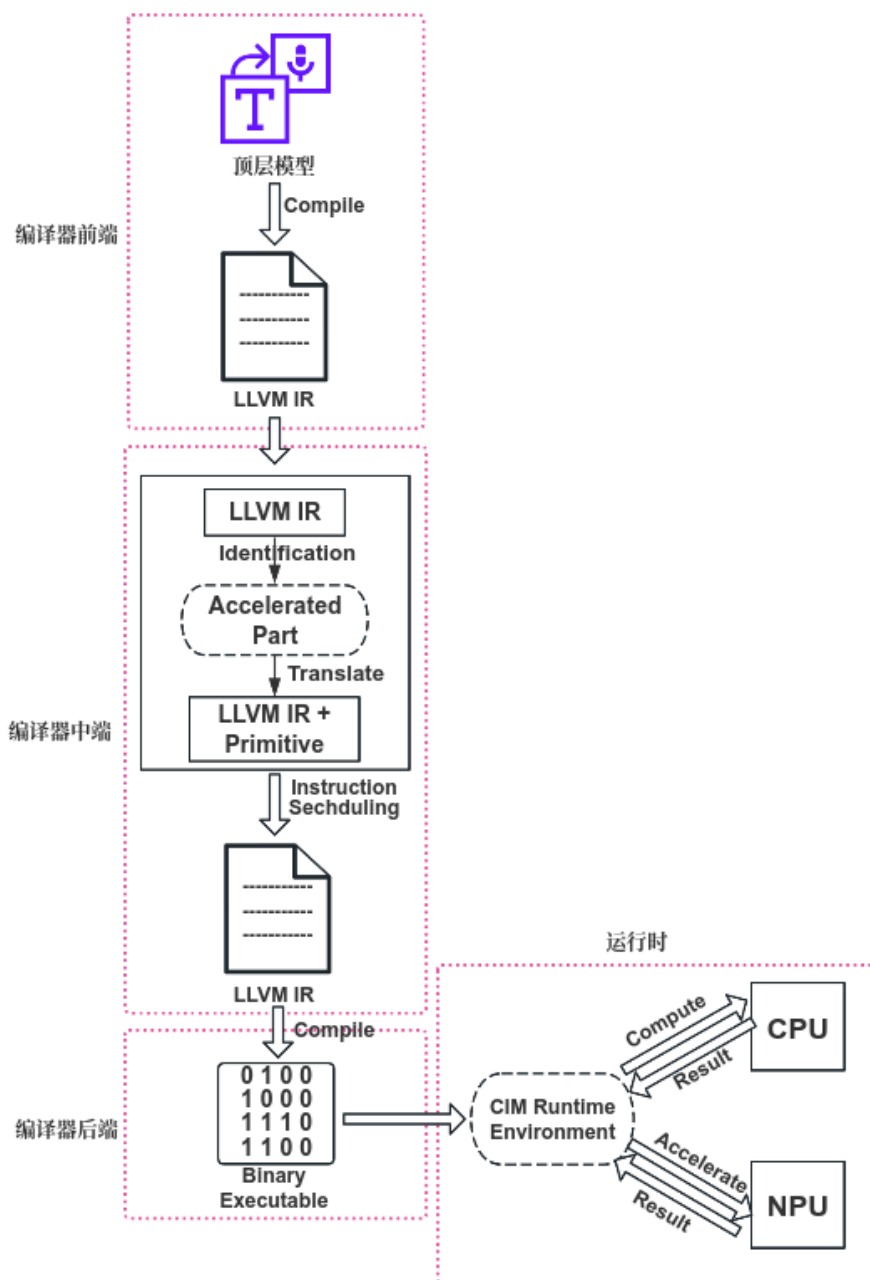 T
顶层模型
Compile
编译器前端
LLVM IR
LLVM IR
Identification
Accelerated
Part
Translate
LLVM IR +
Primitive
编译器中端
Instruction
Sechduling
LLVM IR
Compile
0 1 0 0
1 0 0 0
1 1 1 0
1 1 0 0
编译器后端
Binary
Executable
运行时
CIM Runtime
Environment
Compute
Result
CPU
Accelerate
Result
NPU